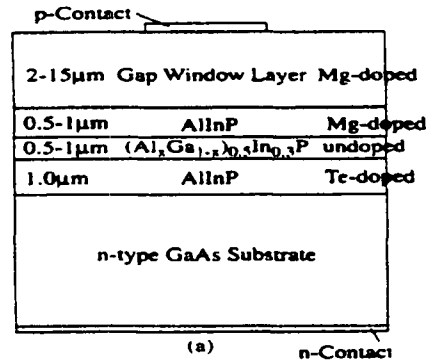 p-Contact
2-15μm Gap Window Layer Mg-doped
0.5-1μm AlInP Mg-doped
0.5-1μm (AlxGa1-x)0.5In0.3P undoped
1.0μm AlInP Te-doped
n-type GaAs Substrate
(a)
n-Contact